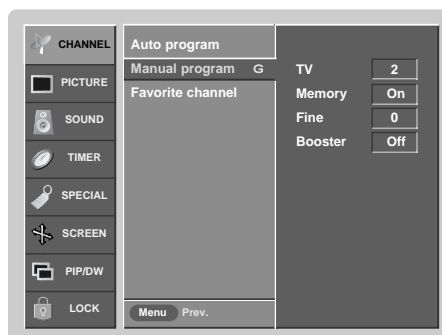 CHANNEL
PICTURE
SOUND
TIMER
SPECIAL
SCREEN
PIP/DW
LOCK
Auto program
Manual program G
Favorite channel
Menu Prev.
TV 2
Memory On
Fine 0
Booster Off